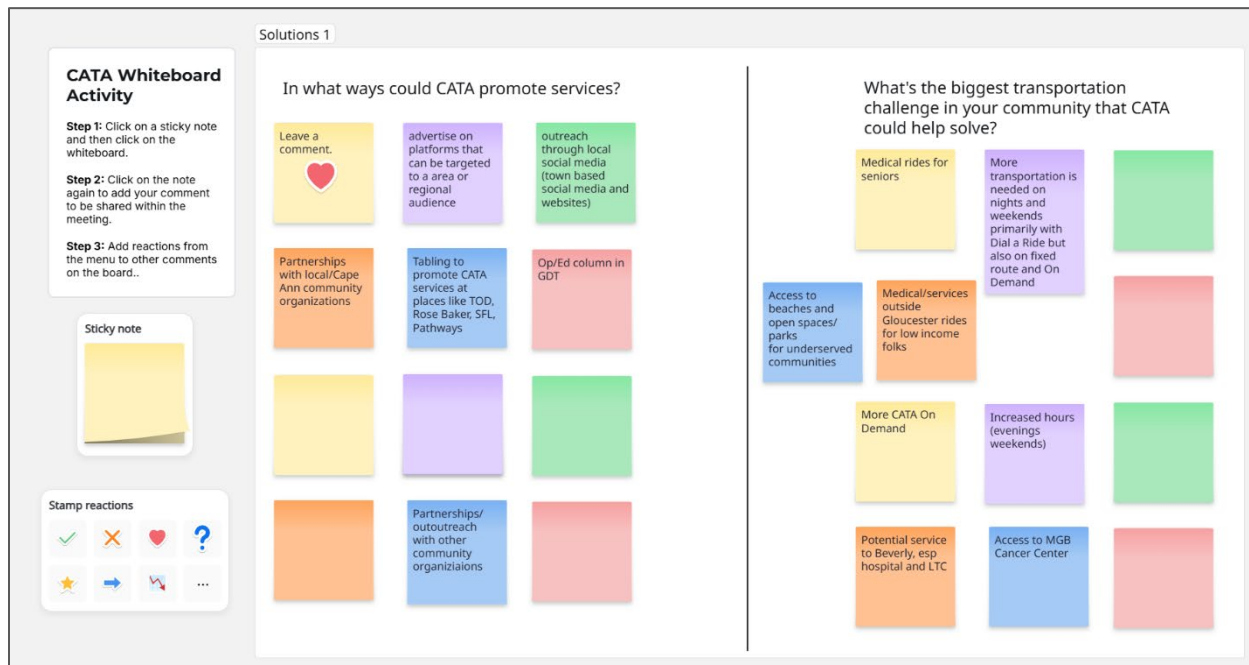 Solutions 1
CATA Whiteboard
Activity
Step 1: Click on a sticky note
and then click on the
whiteboard.
Step 2: Click on the note
again to add your comment
to be shared within the
meeting.
Step 3: Add reactions from
the menu to other comments
on the board..
Sticky note
Stamp reactions
In what ways could CATA promote services?
Leave a
comment.
advertise on
platforms that
can be targeted
to a area or
regional
audience
outreach
through local
social media
(town based
social media and
websites)
Partnerships
with local/Cape
Ann community
organizations
Tabling to
promote CATA
services at
places like TOD,
Rose Baker, SFL,
Pathways
Op/Ed column in
GDT
Partnerships/
outoutreach
with other
community
organiziaions
What's the biggest transportation
challenge in your community that CATA
could help solve?
Medical rides for
seniors
More
transportation is
needed on
nights and
weekends
primarily with
Dial a Ride but
also on fixed
route and On
Demand
Access to
beaches and
open spaces/
parks
for underserved
communities
Medical/services
outside
Gloucester rides
for low income
folks
More CATA On
Demand
Increased hours
(evenings
weekends)
Potential service
to Beverly, esp
hospital and LTC
Access to MGB
Cancer Center